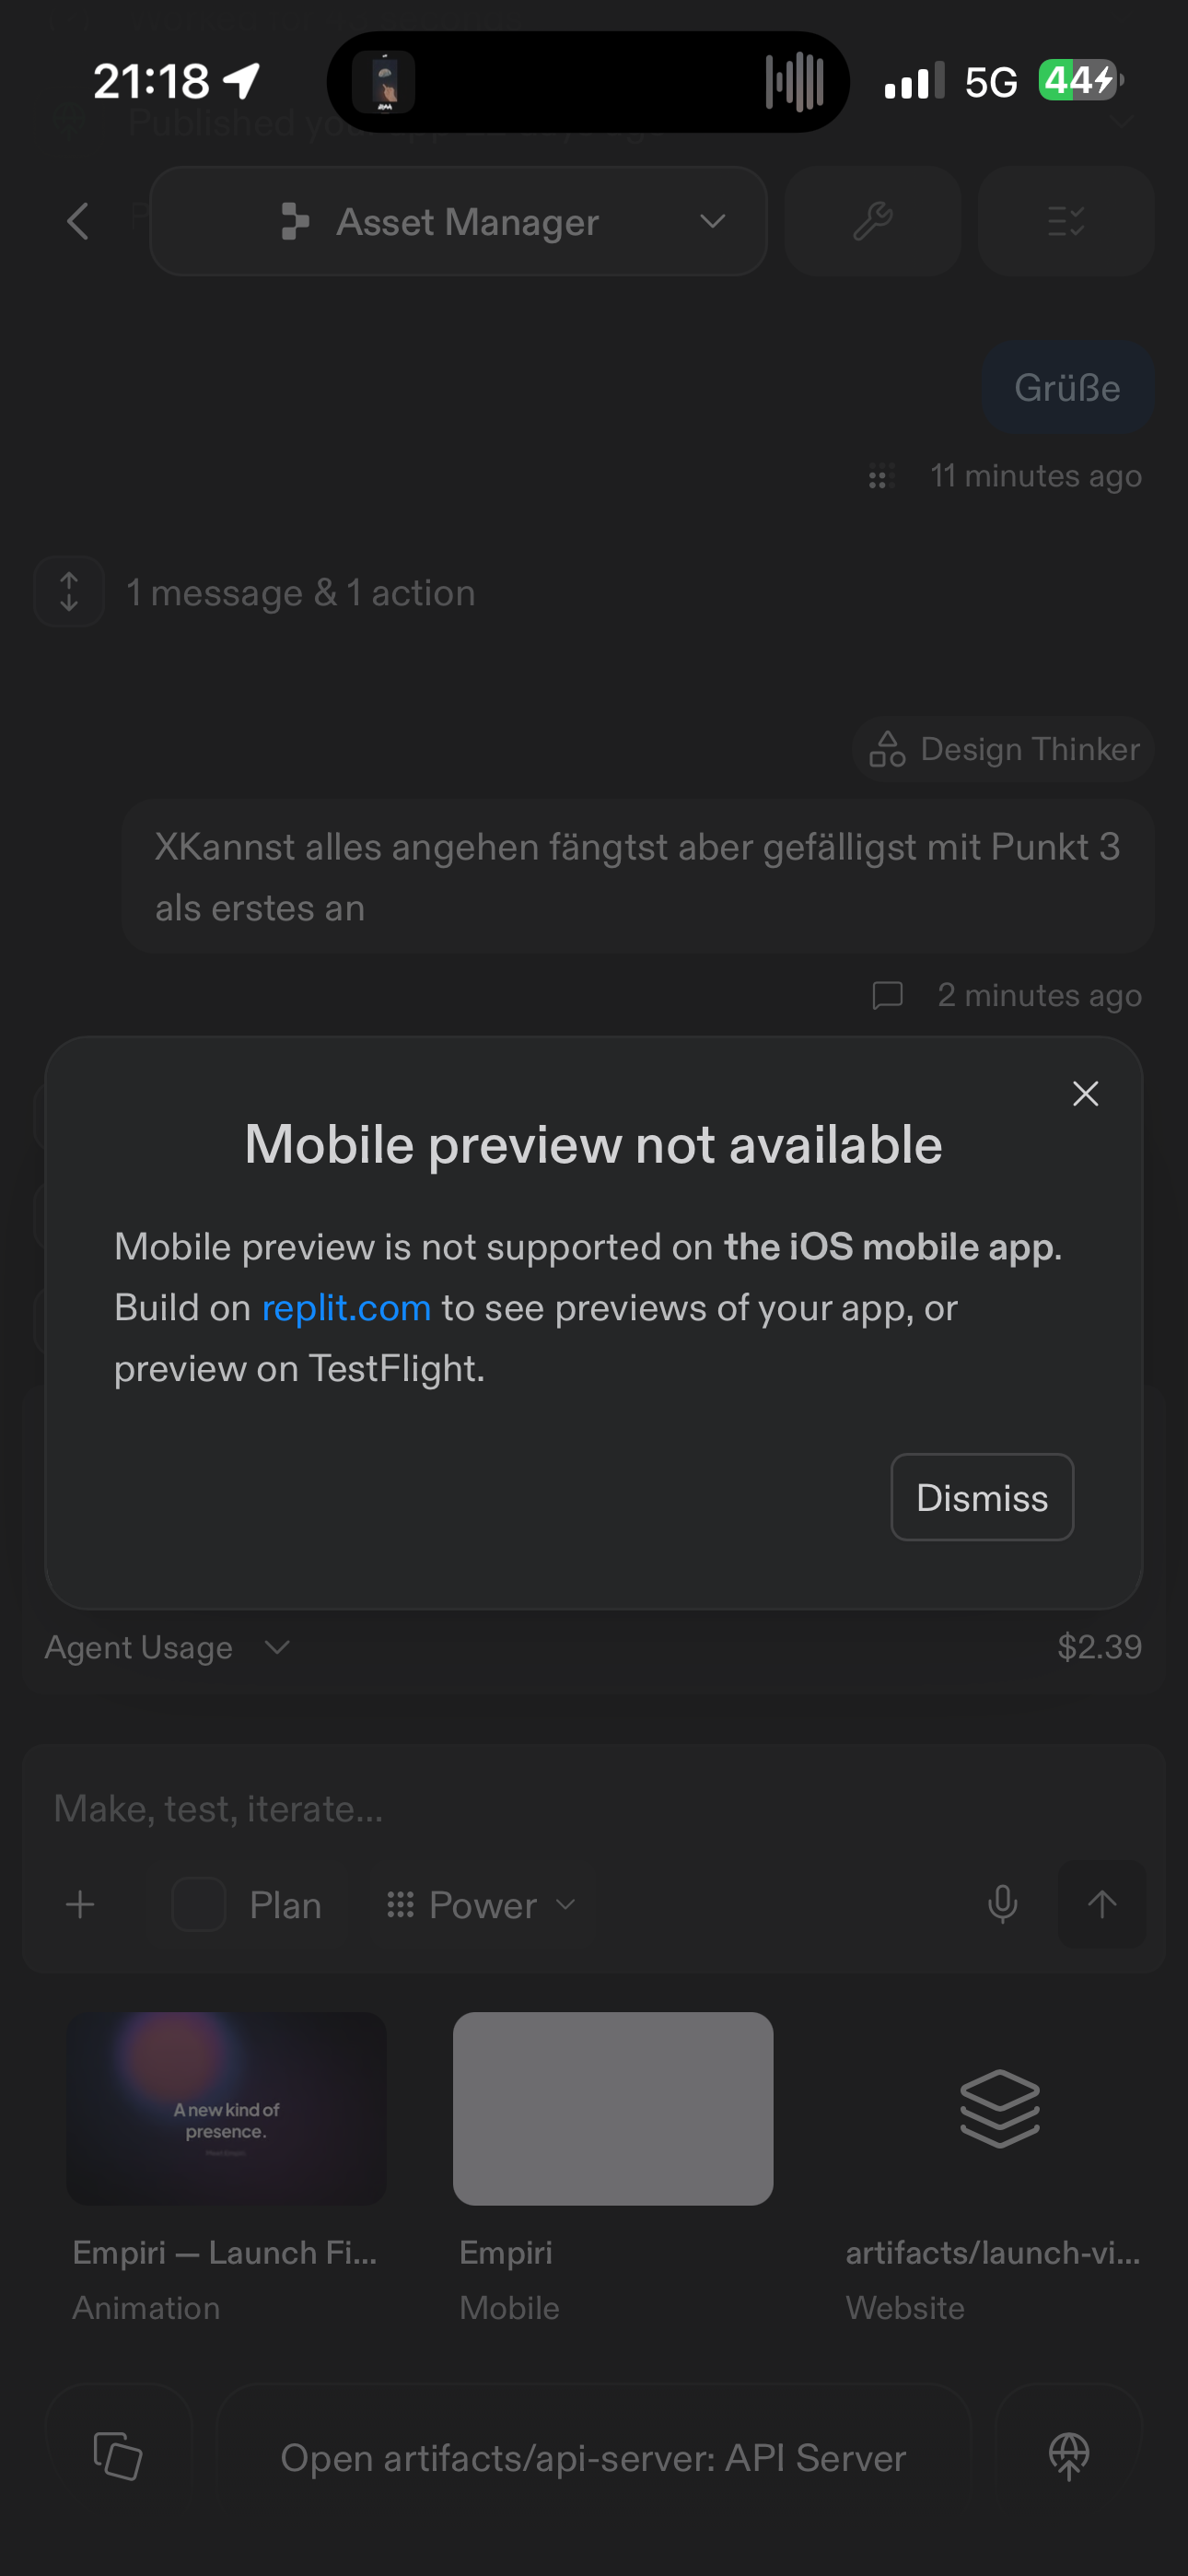 21:18
5G
44
Published your app
Asset Manager
Grüße
11 minutes ago
1 message & 1 action
Design Thinker
XKannst alles angehen fängtst aber gefälligst mit Punkt 3
als erstes an
2 minutes ago
Mobile preview not available
Mobile preview is not supported on the iOS mobile app.
Build on replit.com to see previews of your app, or
preview on TestFlight.
Dismiss
Agent Usage
$2.39
Make, test, iterate...
Plan
Power
A new kind of
presence.
Empiri — Launch Fi...
Empiri
artifacts/launch-vi...
Animation
Mobile
Website
Open artifacts/api-server: API Server